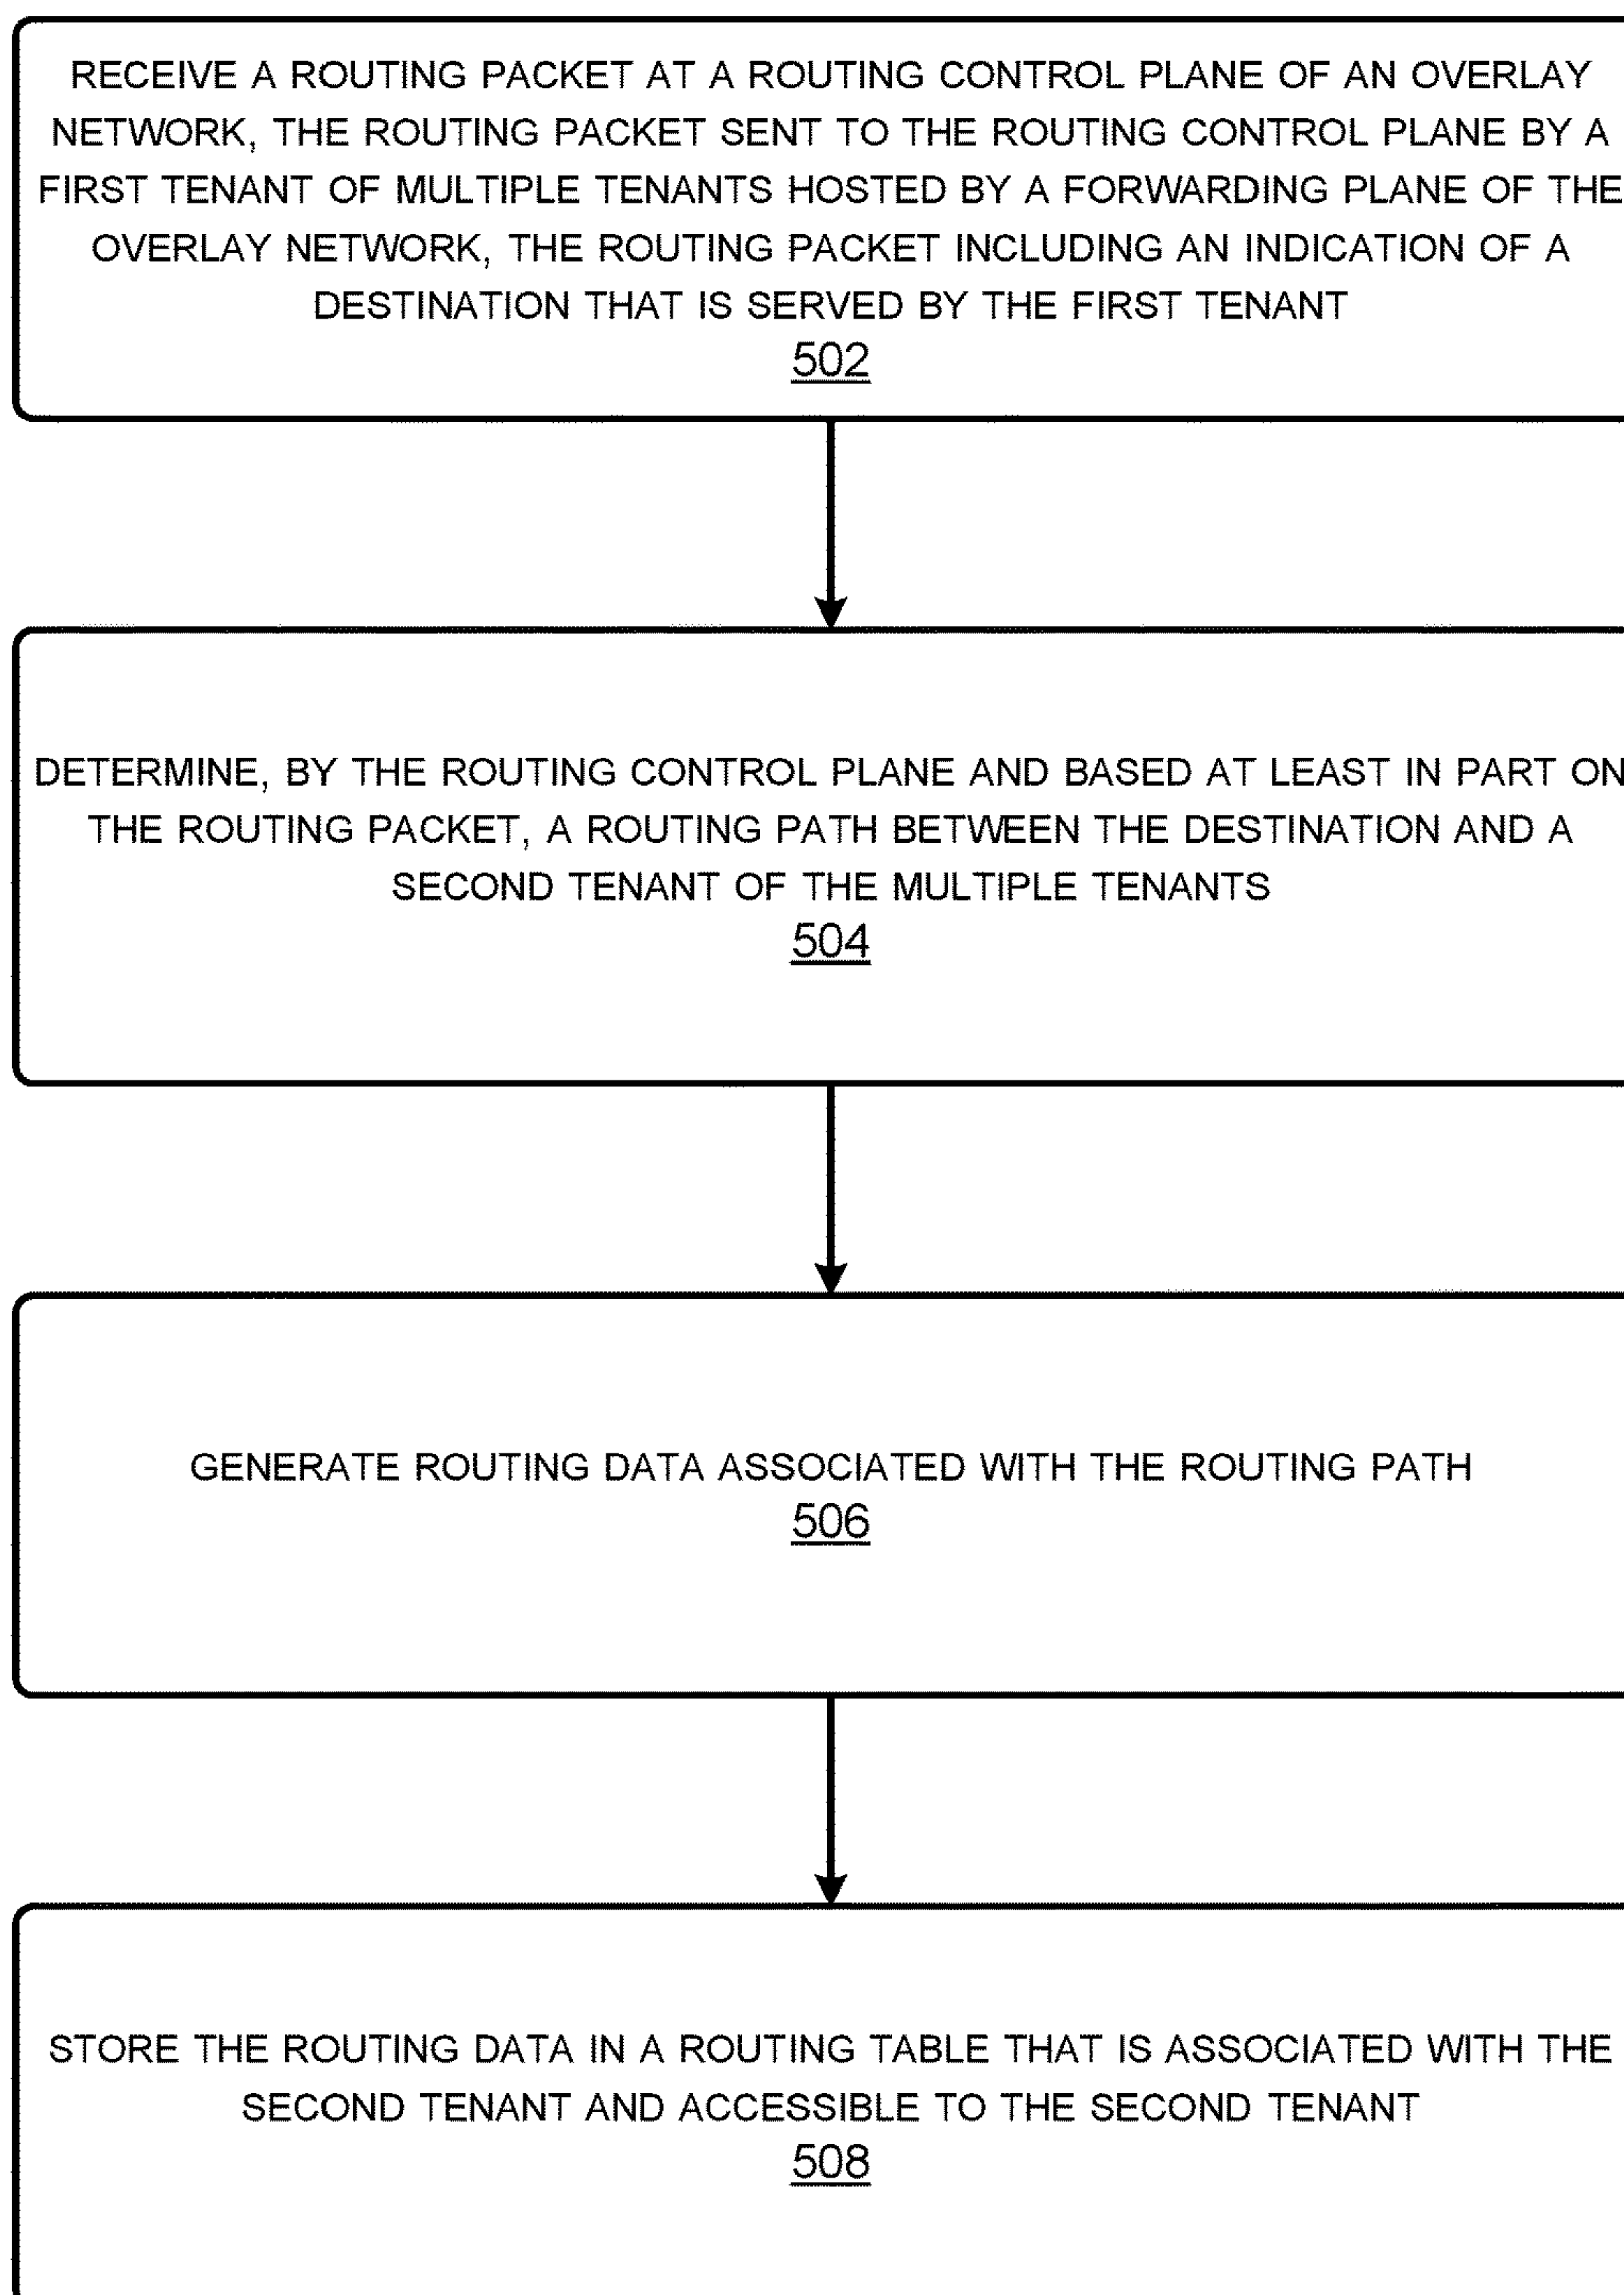 RECEIVE A ROUTING PACKET AT A ROUTING CONTROL PLANE OF AN OVERLAY
NETWORK, THE ROUTING PACKET SENT TO THE ROUTING CONTROL PLANE BY A
FIRST TENANT OF MULTIPLE TENANTS HOSTED BY A FORWARDING PLANE OF THE
OVERLAY NETWORK, THE ROUTING PACKET INCLUDING AN INDICATION OF A
DESTINATION THAT IS SERVED BY THE FIRST TENANT
502
DETERMINE, BY THE ROUTING CONTROL PLANE AND BASED AT LEAST IN PART ON
THE ROUTING PACKET, A ROUTING PATH BETWEEN THE DESTINATION AND A
SECOND TENANT OF THE MULTIPLE TENANTS
504
GENERATE ROUTING DATA ASSOCIATED WITH THE ROUTING PATH
506
STORE THE ROUTING DATA IN A ROUTING TABLE THAT IS ASSOCIATED WITH THE
SECOND TENANT AND ACCESSIBLE TO THE SECOND TENANT
508